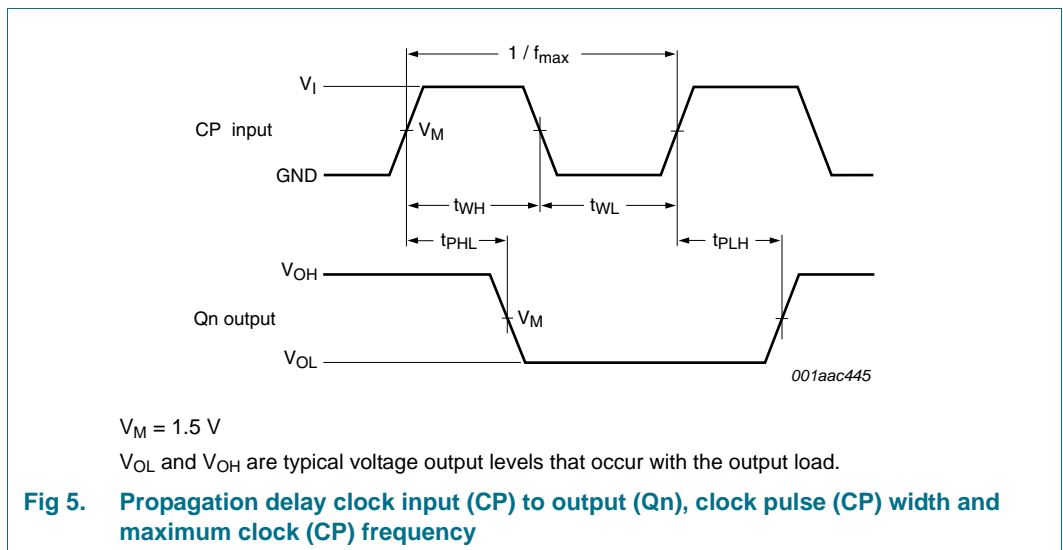 1 / fmax
VI
CP input
VM
GND
tWH
tWL
tPHL
tPLH
VOH
Qn output
VM
VOL
001aac445
VM = 1.5 V
VOL and VOH are typical voltage output levels that occur with the output load.
Fig 5. Propagation delay clock input (CP) to output (Qn), clock pulse (CP) width and
maximum clock (CP) frequency